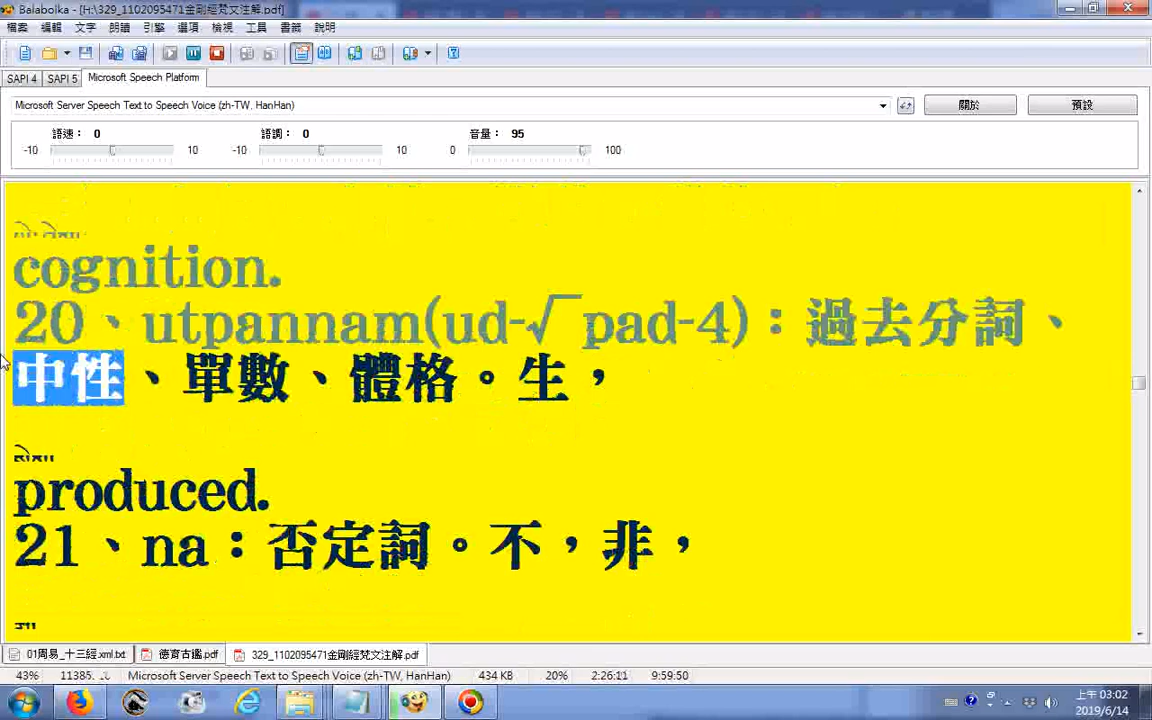 Balabolka - [H:\329_1102095471金剛經梵文注解.pdf]
檔案 編輯 文字 朗讀 引擎 選項 檢視 工具 書籤 說明
SAPI 4 SAPI 5 Microsoft Speech Platform
Microsoft Server Speech Text to Speech Voice (zh-TW, HanHan) 關於 預設
語速: 0 語調: 0 音量: 95
-10 10 -10 10 0 100
cognition.
20、utpannam(ud-√pad-4)：過去分詞、
中性、單數、體格。生，
produced.
21、na：否定詞。不，非，
01周易_十三經.xml.txt 德育古鑑.pdf 329_1102095471金剛經梵文注解.pdf
43% Microsoft Server Speech Text to Speech Voice (zh-TW, HanHan) 434 KB 20% 2:26:11 9:59:50
上午 03:02
2019/6/14